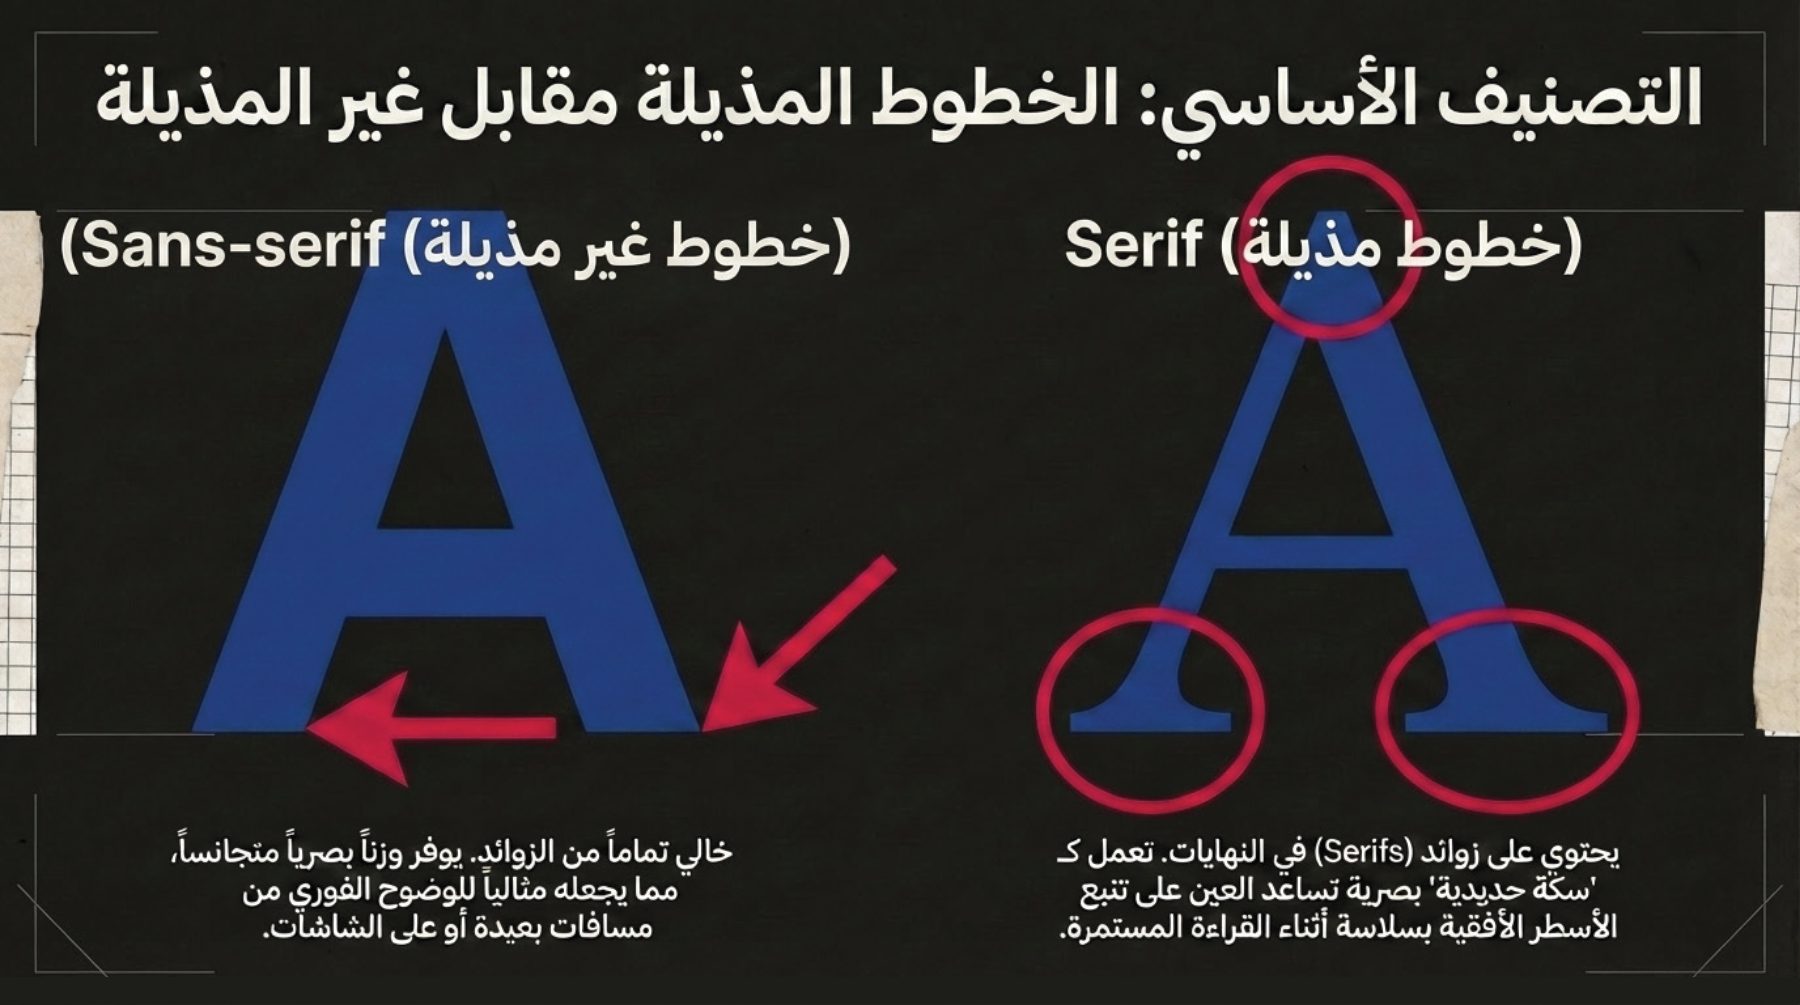 التصنيف الأساسي: الخطوط المذيلة مقابل غير المذيلة
Serif (خطوط مذيلة)
يحتوي على زوائد (Serifs) في النهايات. تعمل كـ
'سكة حديدية' بصرية تساعد العين على تتبع
الأسطر الأفقية بسلاسة أثناء القراءة المستمرة.
(Sans-serif (خطوط غير مذيلة)
خالي تماماً من الزوائد. يوفر وزناً بصرياً متجانساً،
مما يجعله مثالياً للوضوح الفوري من
مسافات بعيدة أو على الشاشات.
A
A